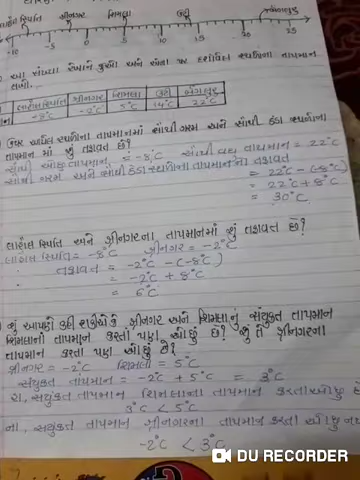 લાહૌલ સ્પિતિ શ્રીનગર શિમલા ઊટી બેંગલુરુ
-10 -5 0 5 10 15 20 25
આ સંખ્યા રેખાને જુઓ અને તેના પર દર્શાવેલ સ્થળોના તાપમાન
લખો.
લાહૌલ સ્પિતિ શ્રીનગર શિમલા ઊટી બેંગલુરુ
-8°C -2°C 5°C 14°C 22°C
ઉપર આપેલ સ્થળોના તાપમાનમાં સૌથી ગરમ અને સૌથી ઠંડા સ્થળોના
તાપમાન માં શું તફાવત છે?
સૌથી ઓછું તાપમાન = -8°C સૌથી વધુ તાપમાન = 22°C
સૌથી ગરમ અને સૌથી ઠંડા સ્થળોના તાપમાનના તફાવત
= 22°C - (-8°C)
= 22°C + 8°C
= 30°C
લાહૌલ સ્પિતિ અને શ્રીનગરના તાપમાનમાં શું તફાવત છે?
લાહૌલ સ્પિતિ = -8°C શ્રીનગર = -2°C
તફાવત = -2°C - (-8°C)
= -2°C + 8°C
= 6°C
શું આપણે કહી શકીએ કે શ્રીનગર અને શિમલાનું સંયુક્ત તાપમાન
શિમલાના તાપમાન કરતાં પણ ઓછું છે? શું તે શ્રીનગરના
તાપમાન કરતા પણ ઓછું છે?
શ્રીનગર = -2°C શિમલા = 5°C
સંયુક્ત તાપમાન = -2°C + 5°C = 3°C
હા, સંયુક્ત તાપમાન શિમલાના તાપમાન કરતા ઓછુ છે
3°C < 5°C
ના, સંયુક્ત તાપમાન શ્રીનગરના તાપમાન કરતા ઓછુ નથ
-2°C < 3°C
DU RECORDER